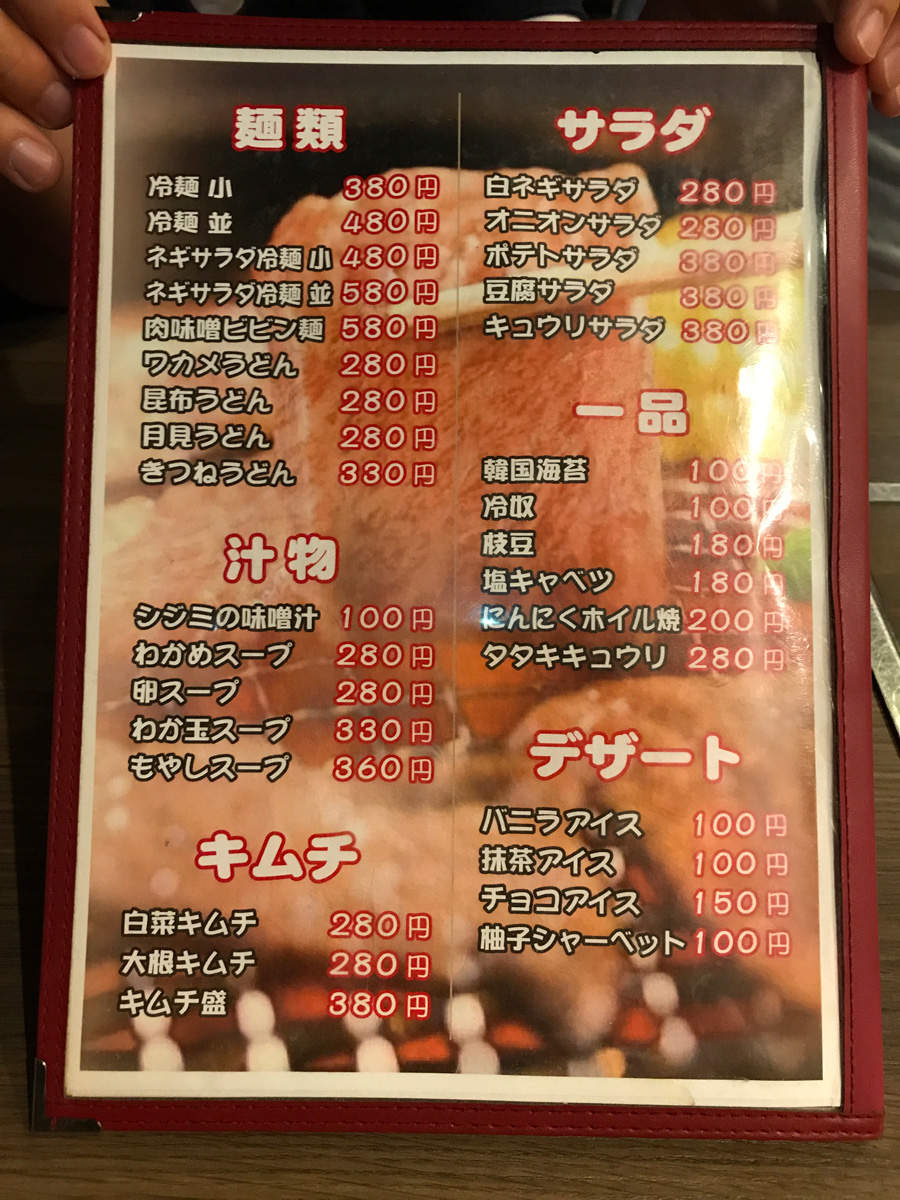 麺類
冷麺 小 380円
冷麺 並 480円
ネギサラダ冷麺 小 480円
ネギサラダ冷麺 並 580円
肉味噌ビビン麺 580円
ワカメうどん 280円
昆布うどん 280円
月見うどん 280円
きつねうどん 330円
汁物
シジミの味噌汁 100円
わかめスープ 280円
卵スープ 280円
わか玉スープ 330円
もやしスープ 360円
キムチ
白菜キムチ 280円
大根キムチ 280円
キムチ盛 380円
サラダ
白ネギサラダ 280円
オニオンサラダ 280円
ポテトサラダ 380円
豆腐サラダ 380円
キュウリサラダ 380円
一品
韓国海苔 100円
冷奴 100円
枝豆 180円
塩キャベツ 180円
にんにくホイル焼 200円
タタキキュウリ 280円
デザート
バニラアイス 100円
抹茶アイス 100円
チョコアイス 150円
柚子シャーベット 100円